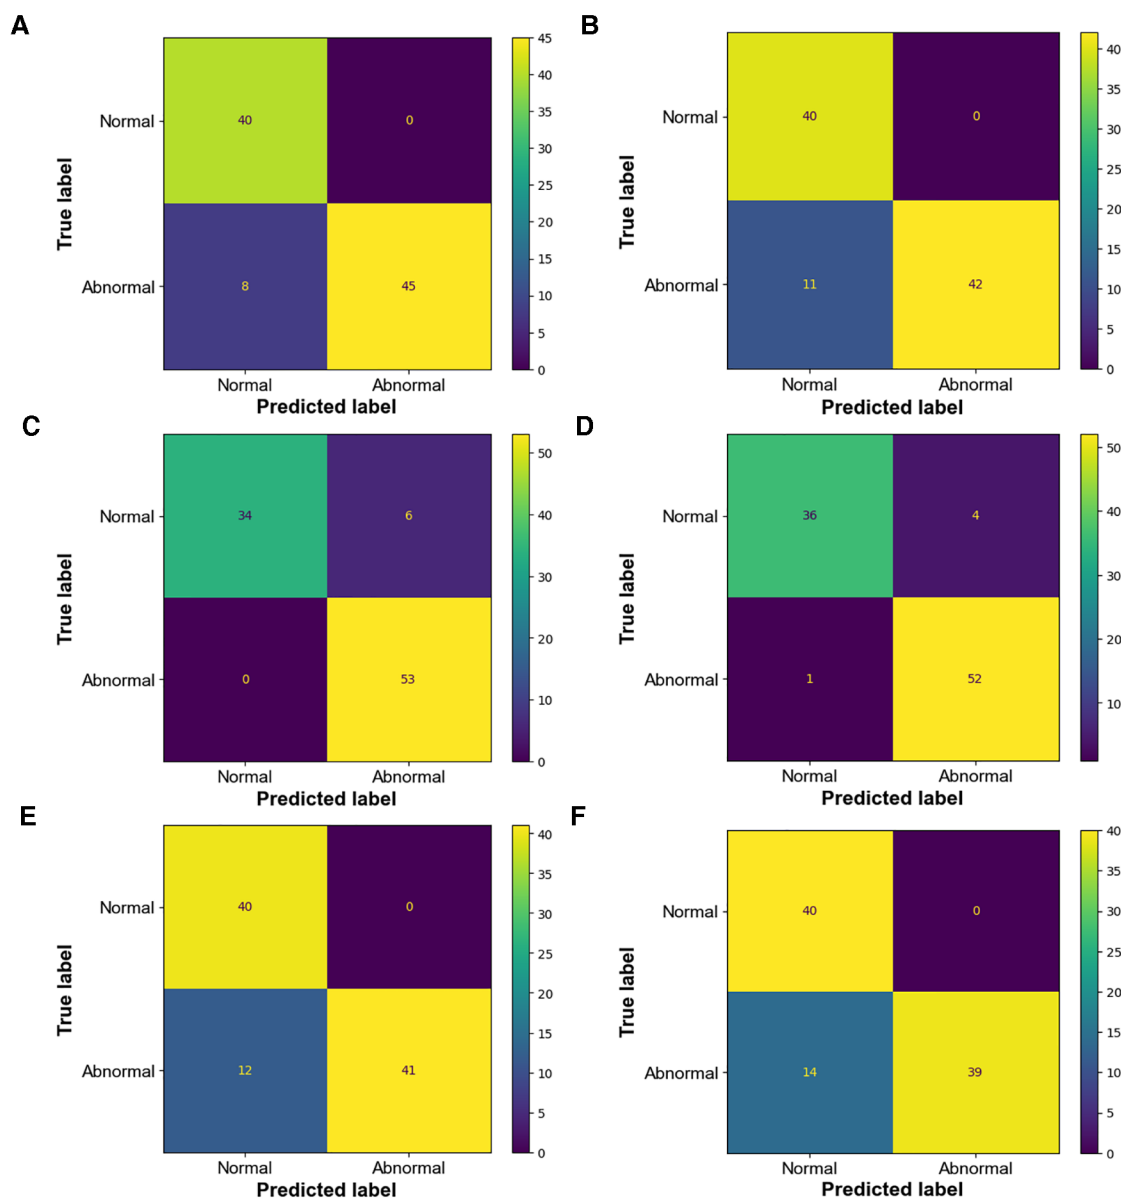 A
True label
Normal
Abnormal
40
0
8
45
Normal
Abnormal
Predicted label
45
40
35
30
25
20
15
10
5
0
B
True label
Normal
Abnormal
40
0
11
42
Normal
Abnormal
Predicted label
40
35
30
25
20
15
10
5
0
C
True label
Normal
Abnormal
34
6
0
53
Normal
Abnormal
Predicted label
50
40
30
20
10
0
D
True label
Normal
Abnormal
36
4
1
52
Normal
Abnormal
Predicted label
50
40
30
20
10
E
True label
Normal
Abnormal
40
0
12
41
Normal
Abnormal
Predicted label
40
35
30
25
20
15
10
5
0
F
True label
Normal
Abnormal
40
0
14
39
Normal
Abnormal
Predicted label
40
35
30
25
20
15
10
5
0